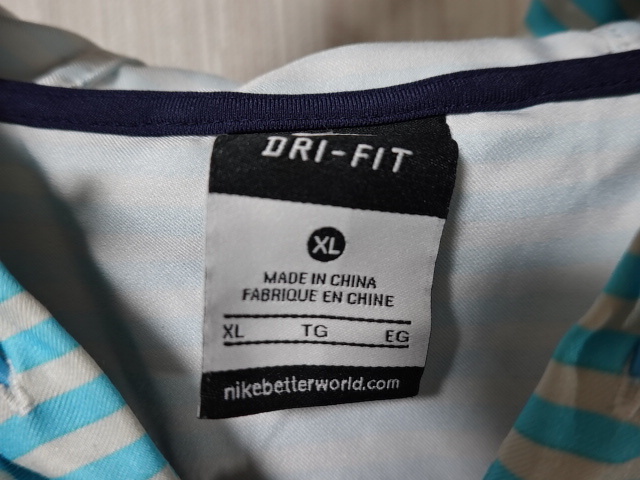 DRI-FIT
XL
MADE IN CHINA
FABRIQUE EN CHINE
XL TG EG
nikebetterworld.com